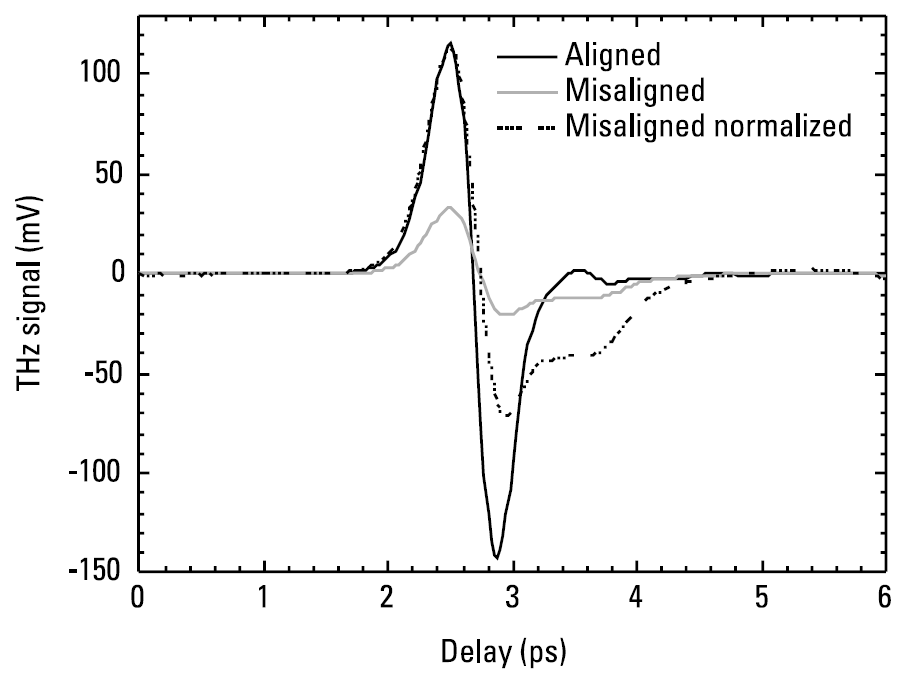 Aligned
Misaligned
Misaligned normalized
100
50
0
-50
-100
-150
THz signal (mV)
0 1 2 3 4 5 6
Delay (ps)